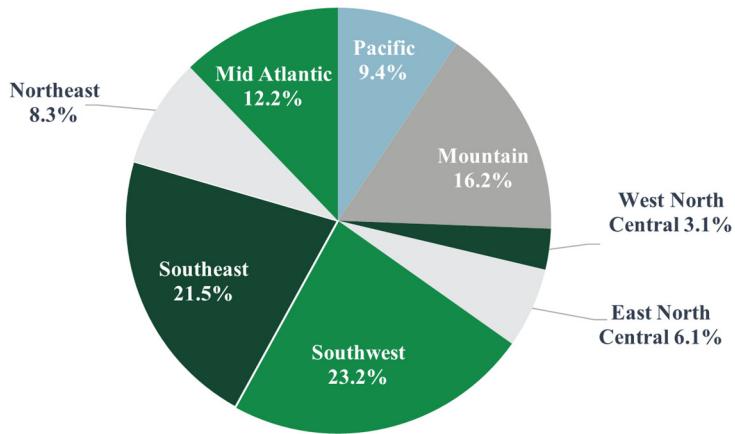 Pacific
9.4%
Mountain
16.2%
West North
Central 3.1%
East North
Central 6.1%
Southwest
23.2%
Southeast
21.5%
Northeast
8.3%
Mid Atlantic
12.2%